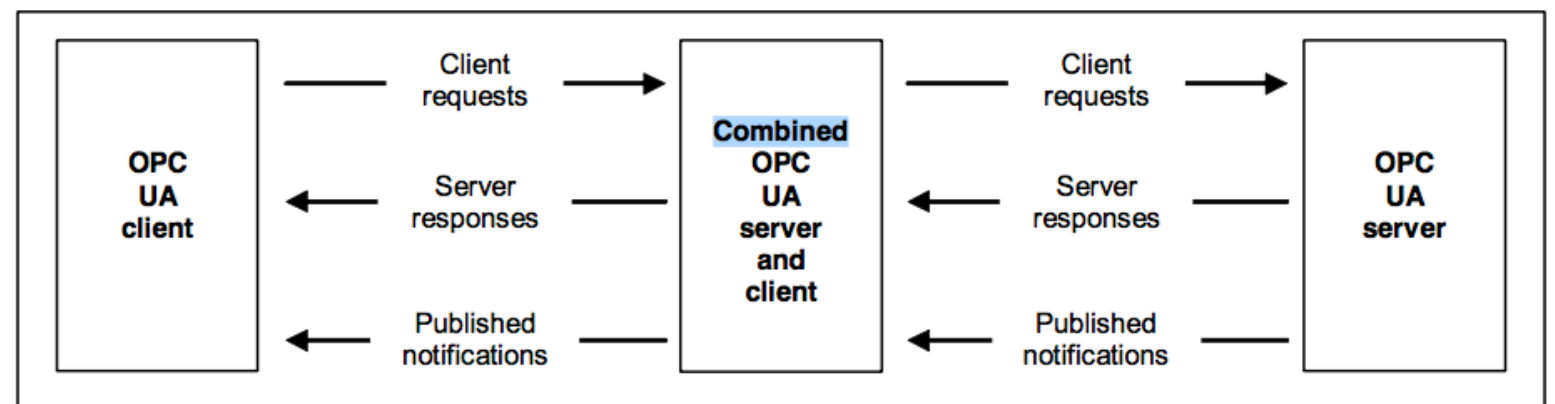 OPC
UA
client
Client
requests
Server
responses
Published
notifications
Combined
OPC
UA
server
and
client
Client
requests
Server
responses
Published
notifications
OPC
UA
server